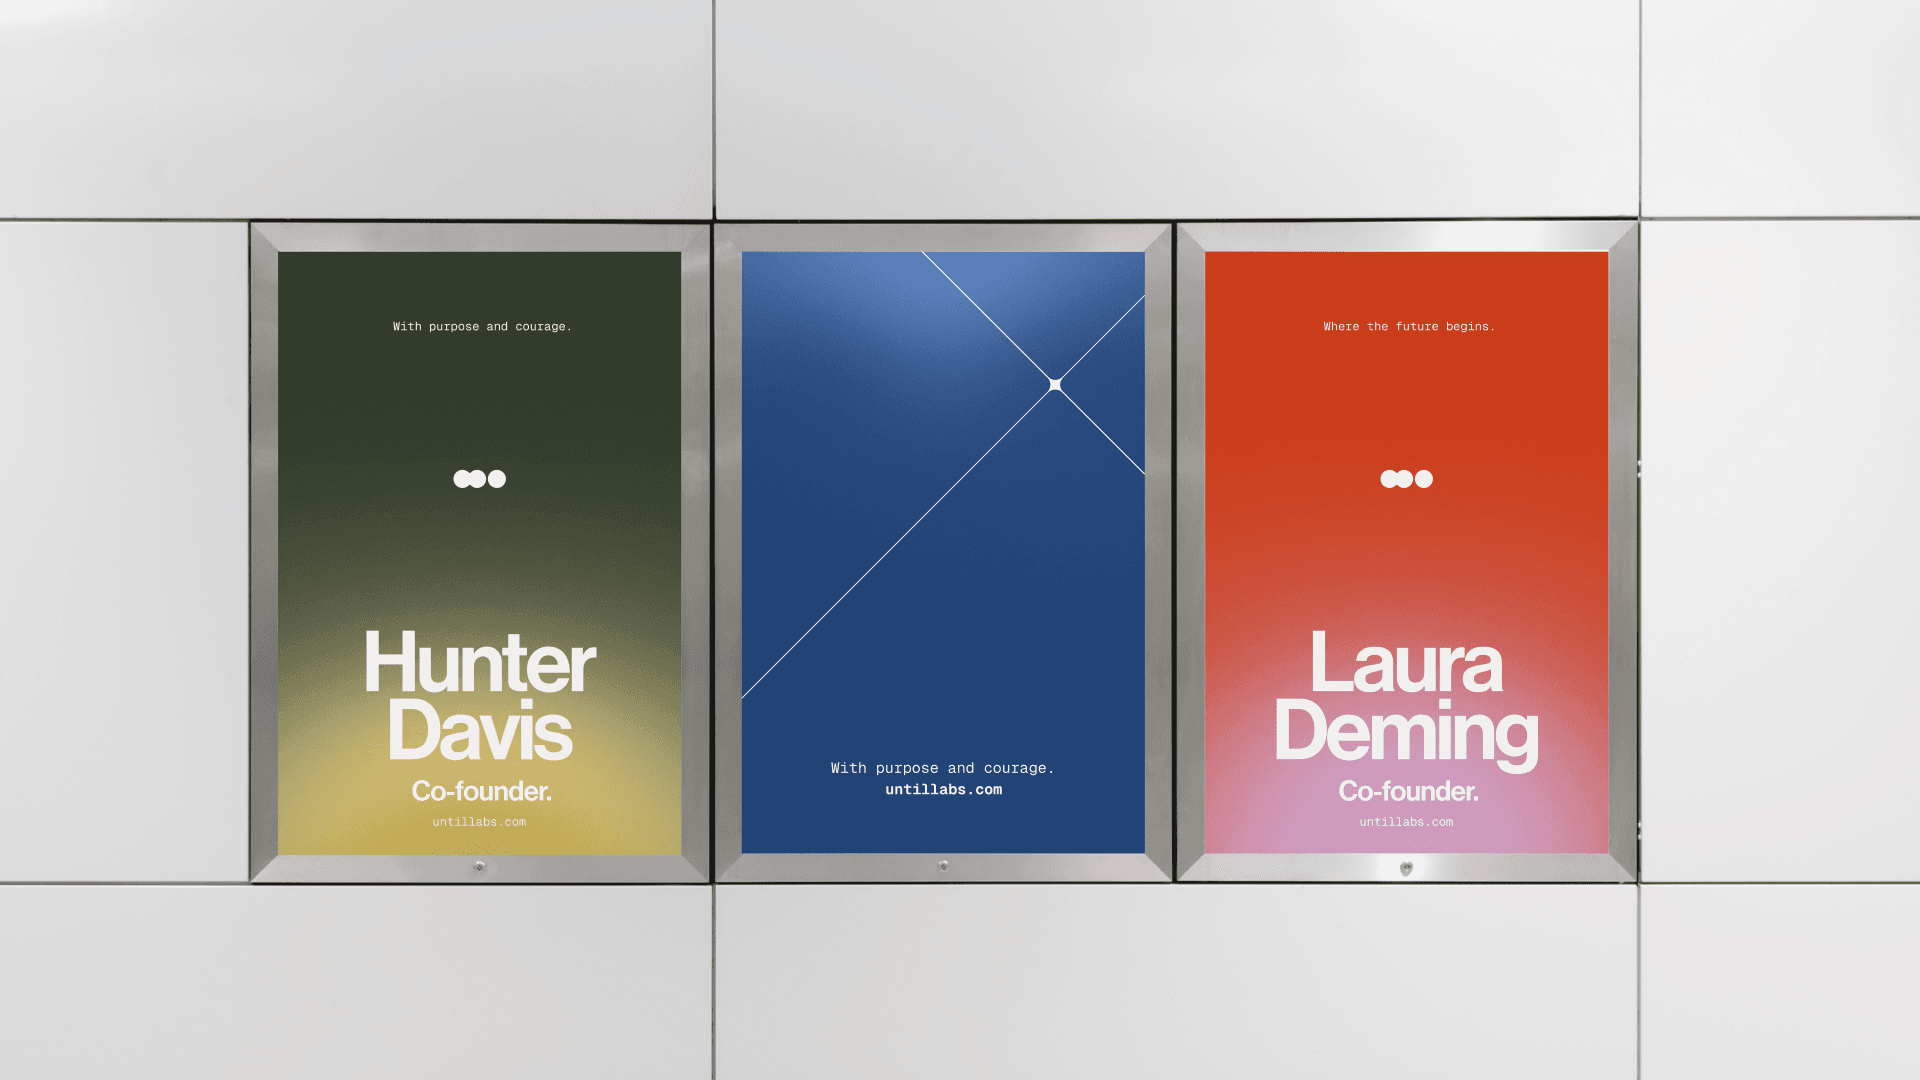 With purpose and courage.
Hunter
Davis
Co-founder.
untillabs.com
With purpose and courage.
untillabs.com
Where the future begins.
Laura
Deming
Co-founder.
untillabs.com